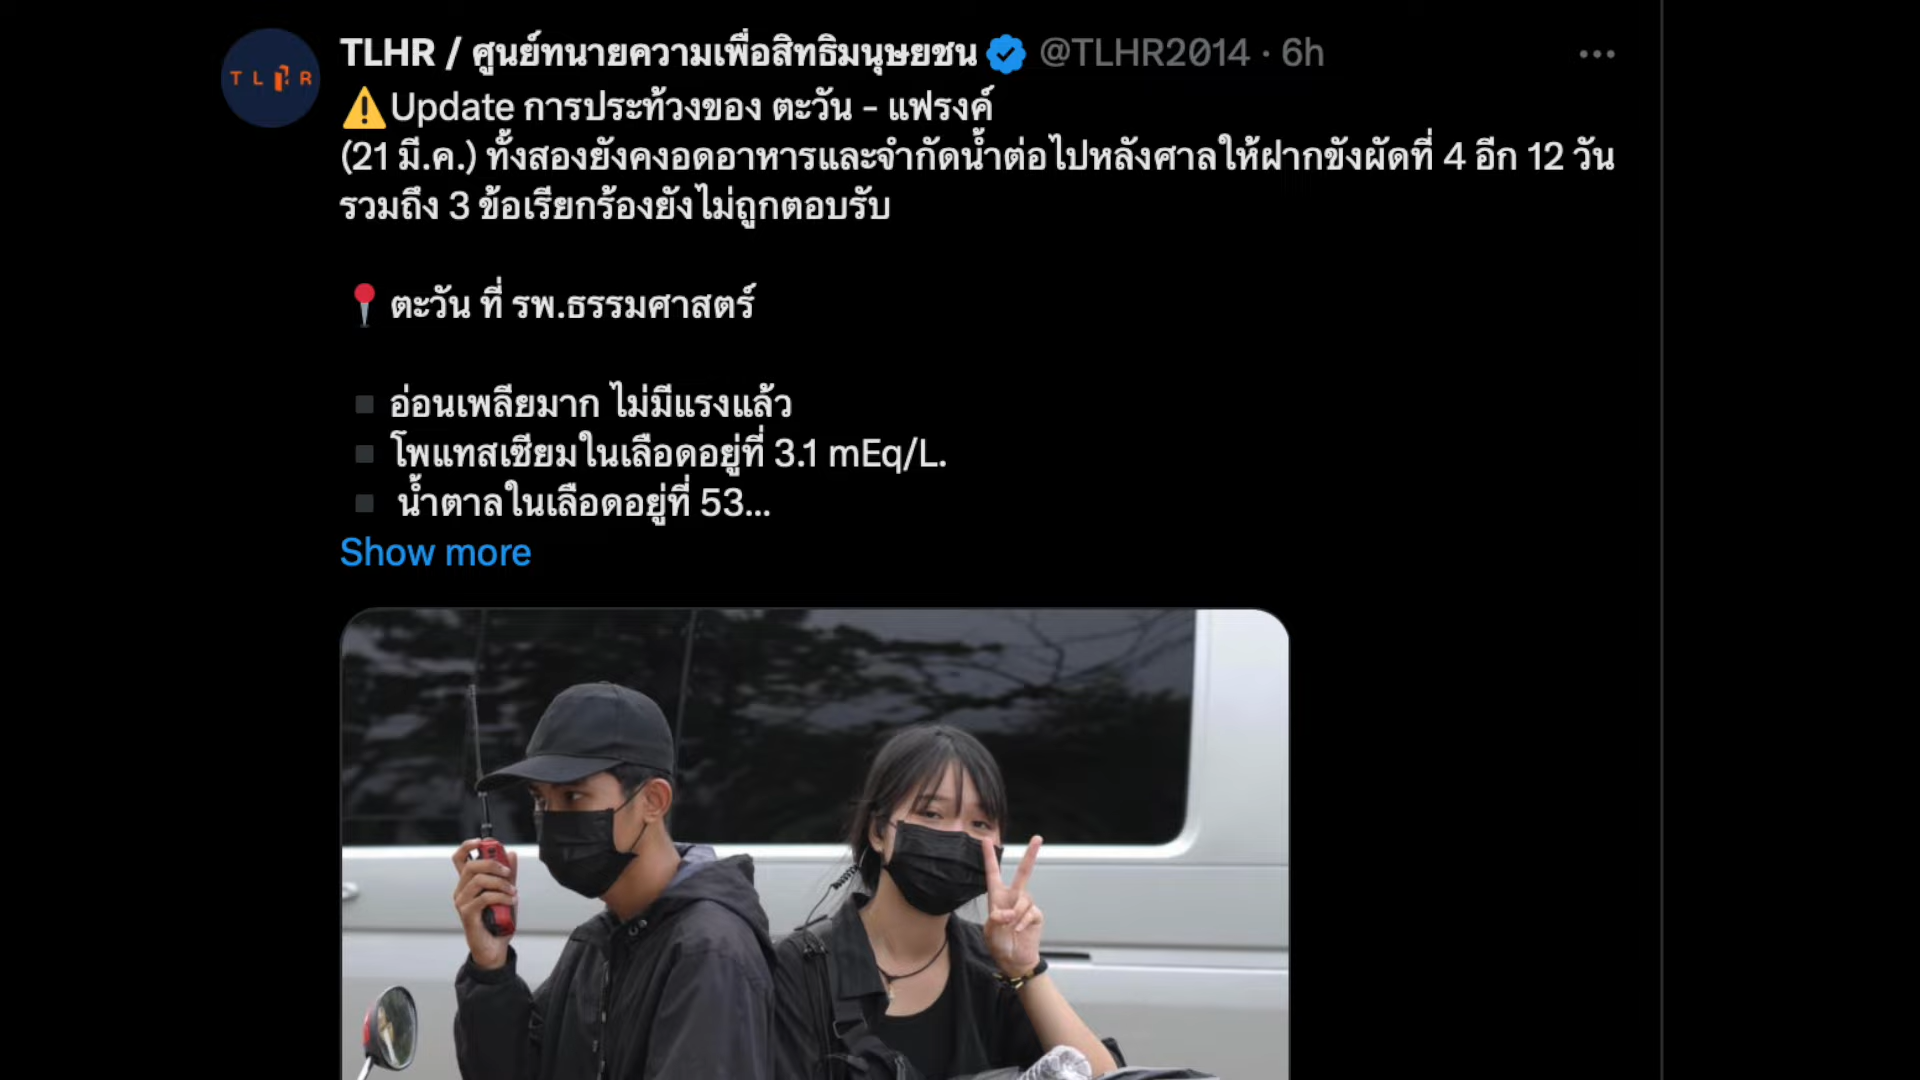 TLHR
TLHR / ศูนย์ทนายความเพื่อสิทธิมนุษยชน @TLHR2014 · 6h
⚠️Update การประท้วงของ ตะวัน - แฟรงค์
(21 มี.ค.) ทั้งสองยังคงอดอาหารและจำกัดน้ำต่อไปหลังศาลให้ฝากขังผัดที่ 4 อีก 12 วัน
รวมถึง 3 ข้อเรียกร้องยังไม่ถูกตอบรับ
📍 ตะวัน ที่ รพ.ธรรมศาสตร์
▪️ อ่อนเพลียมาก ไม่มีแรงแล้ว
▪️ โพแทสเซียมในเลือดอยู่ที่ 3.1 mEq/L.
▪️ น้ำตาลในเลือดอยู่ที่ 53...
Show more